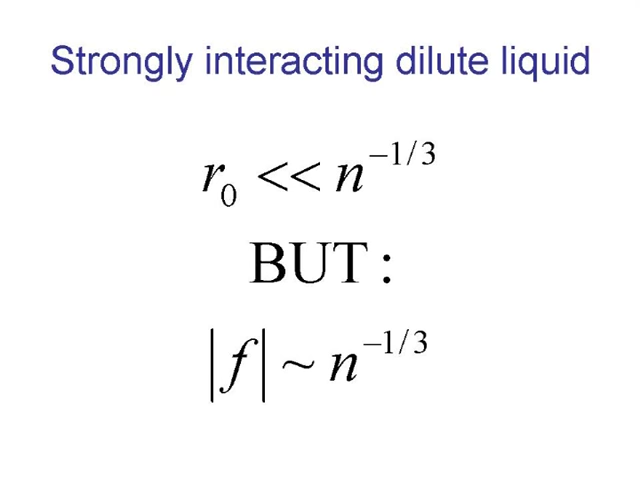 Strongly interacting dilute liquid
r₀ << n⁻¹/³
BUT :
|f| ~ n⁻¹/³